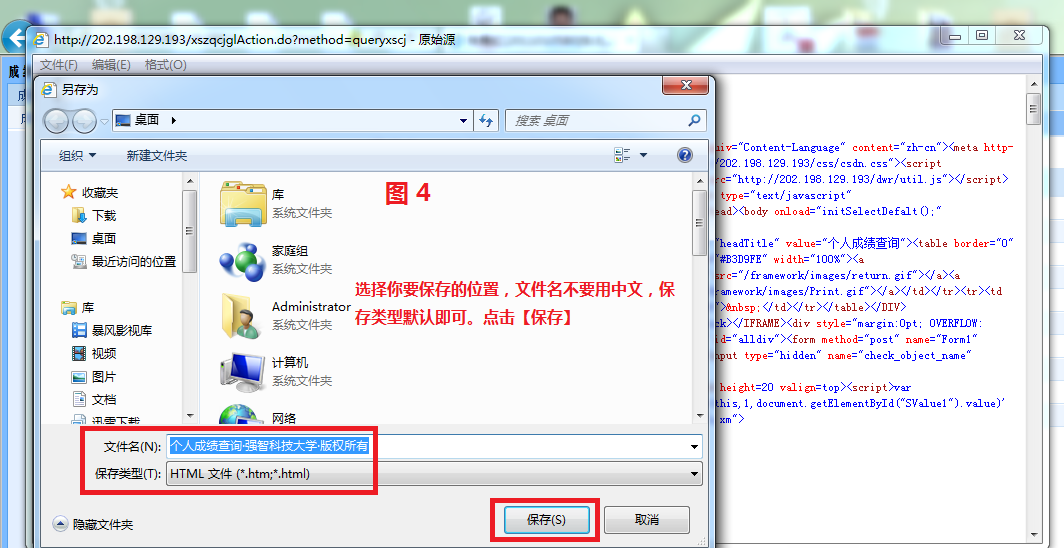 http://202.198.129.193/xszqcjglAction.do?method=queryxscj - 原始源
文件(F) 编辑(E) 格式(O)
另存为
桌面
搜索 桌面
组织 新建文件夹
收藏夹
下载
桌面
最近访问的位置
库
暴风影视库
视频
图片
文档
迅雷下载
库
系统文件夹
家庭组
系统文件夹
Administrator
系统文件夹
计算机
系统文件夹
网络
图 4
选择你要保存的位置，文件名不要用中文，保
存类型默认即可。点击【保存】
文件名(N): 个人成绩查询·强智科技大学·版权所有
保存类型(T): HTML 文件 (*.htm;*.html)
隐藏文件夹
保存(S) 取消
uiv="Content-Language" content="zh-cn"><meta http-
/202.198.129.193/css/csdn.css"><script
rc="http://202.198.129.193/dwr/util.js"></script>
type="text/javascript"
ead><body onload="initSelectDefalt();"
"headTitle" value="个人成绩查询"><table border="0"
"#B3D9FE" width="100%"><a
src="/framework/images/return.gif"></a><a
ramework/images/Print.gif"></a></td></tr><tr><td
">&nbsp;</td></tr></table></DIV>
ck></IFRAME><div style="margin:0pt; OVERFLOW:
id="alldiv"><form method="post" name="Form1"
nput type="hidden" name="check_object_name"
height=20 valign=top><script>var
this,1,document.getElementById("SValue1").value)'
xm">